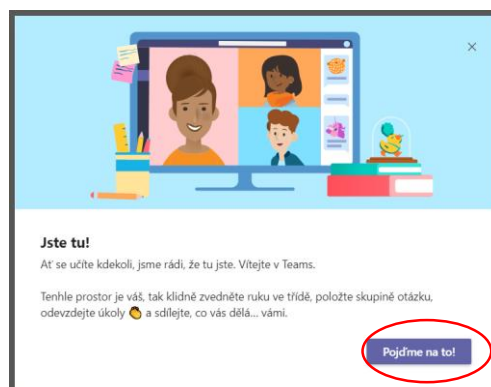 Jste tu!
Ať se učíte kdekoli, jsme rádi, že tu jste. Vítejte v Teams.
Tenhle prostor je váš, tak klidně zvedněte ruku ve třídě, položte skupině otázku,
odevzdejte úkoly 👏 a sdílejte, co vás dělá... vámi.
Pojďme na to!